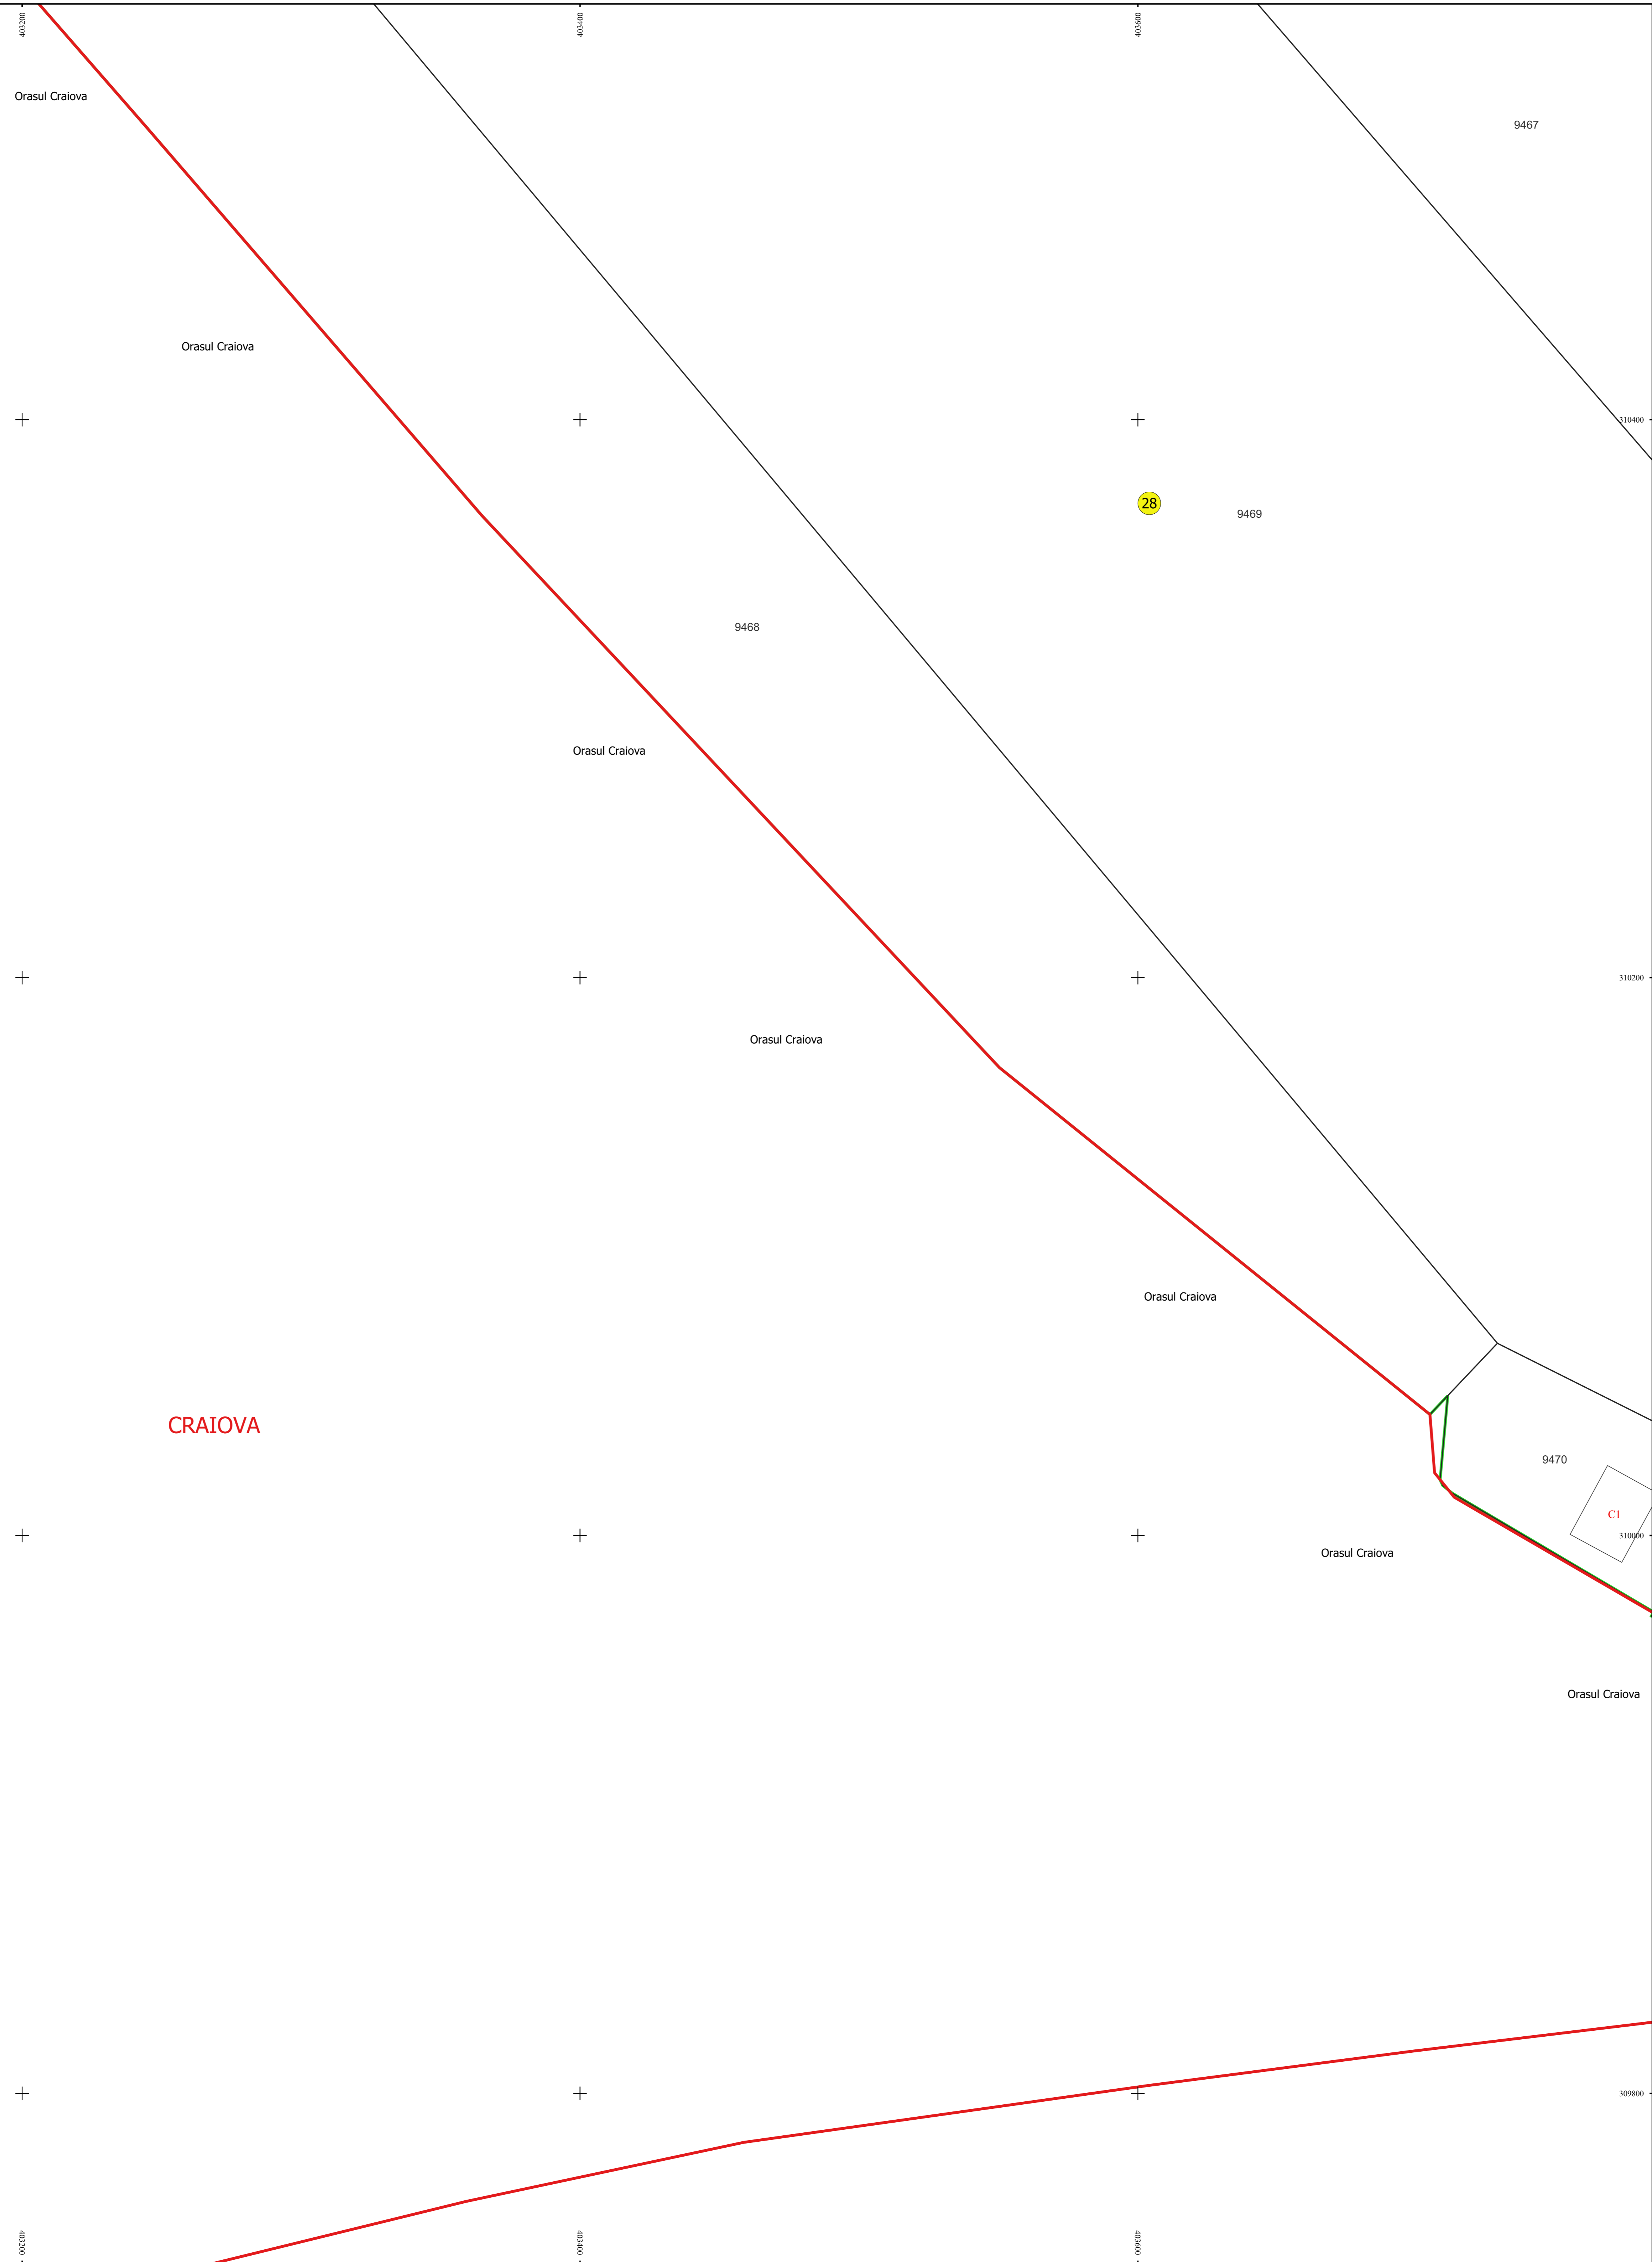 403200
403400
403600
Orasul Craiova
9467
Orasul Craiova
310400
28
9469
9468
Orasul Craiova
310200
Orasul Craiova
Orasul Craiova
CRAIOVA
9470
C1
310000
Orasul Craiova
Orasul Craiova
309800
403200
403400
403600